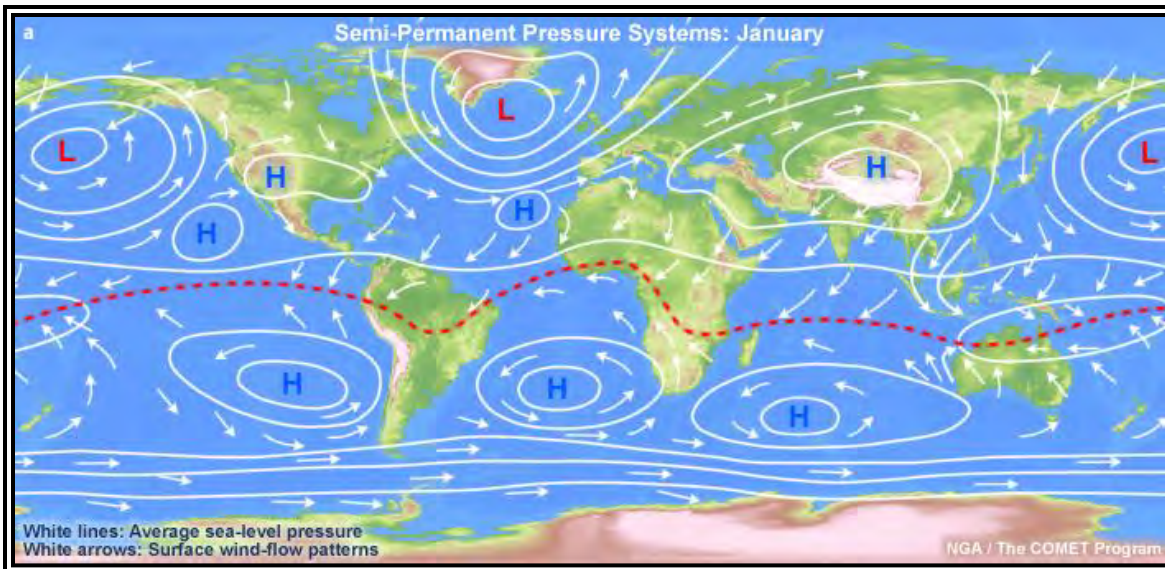 a
Semi-Permanent Pressure Systems: January
L
L
L
H
H
H
H
H
H
H
White lines: Average sea-level pressure
White arrows: Surface wind-flow patterns
NGA / The COMET Program